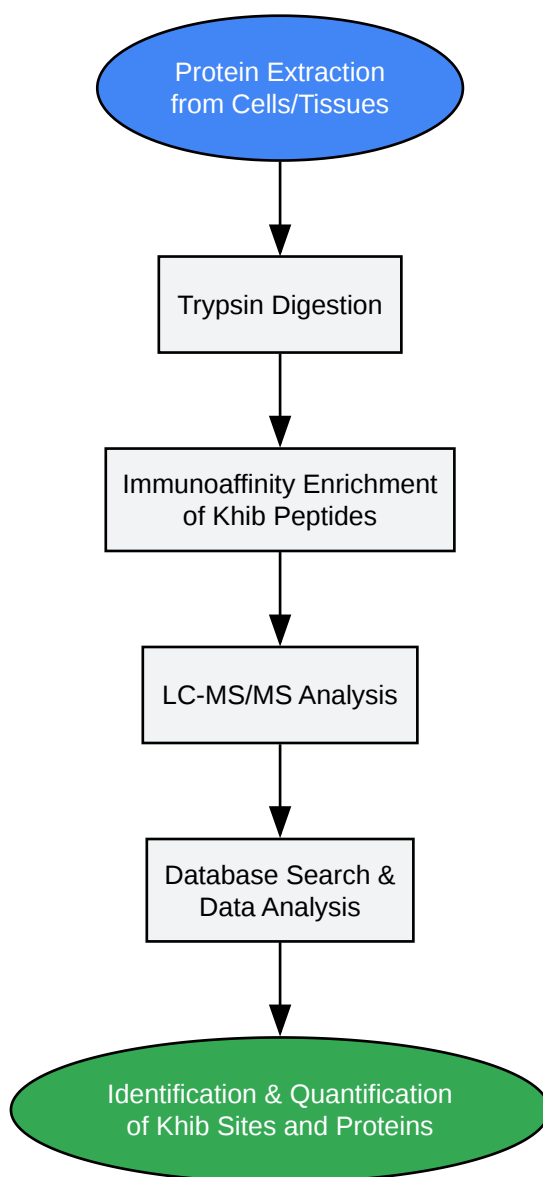 Protein Extraction
from Cells/Tissues
Trypsin Digestion
Immunoaffinity Enrichment
of Khib Peptides
LC-MS/MS Analysis
Database Search &
Data Analysis
Identification & Quantification
of Khib Sites and Proteins